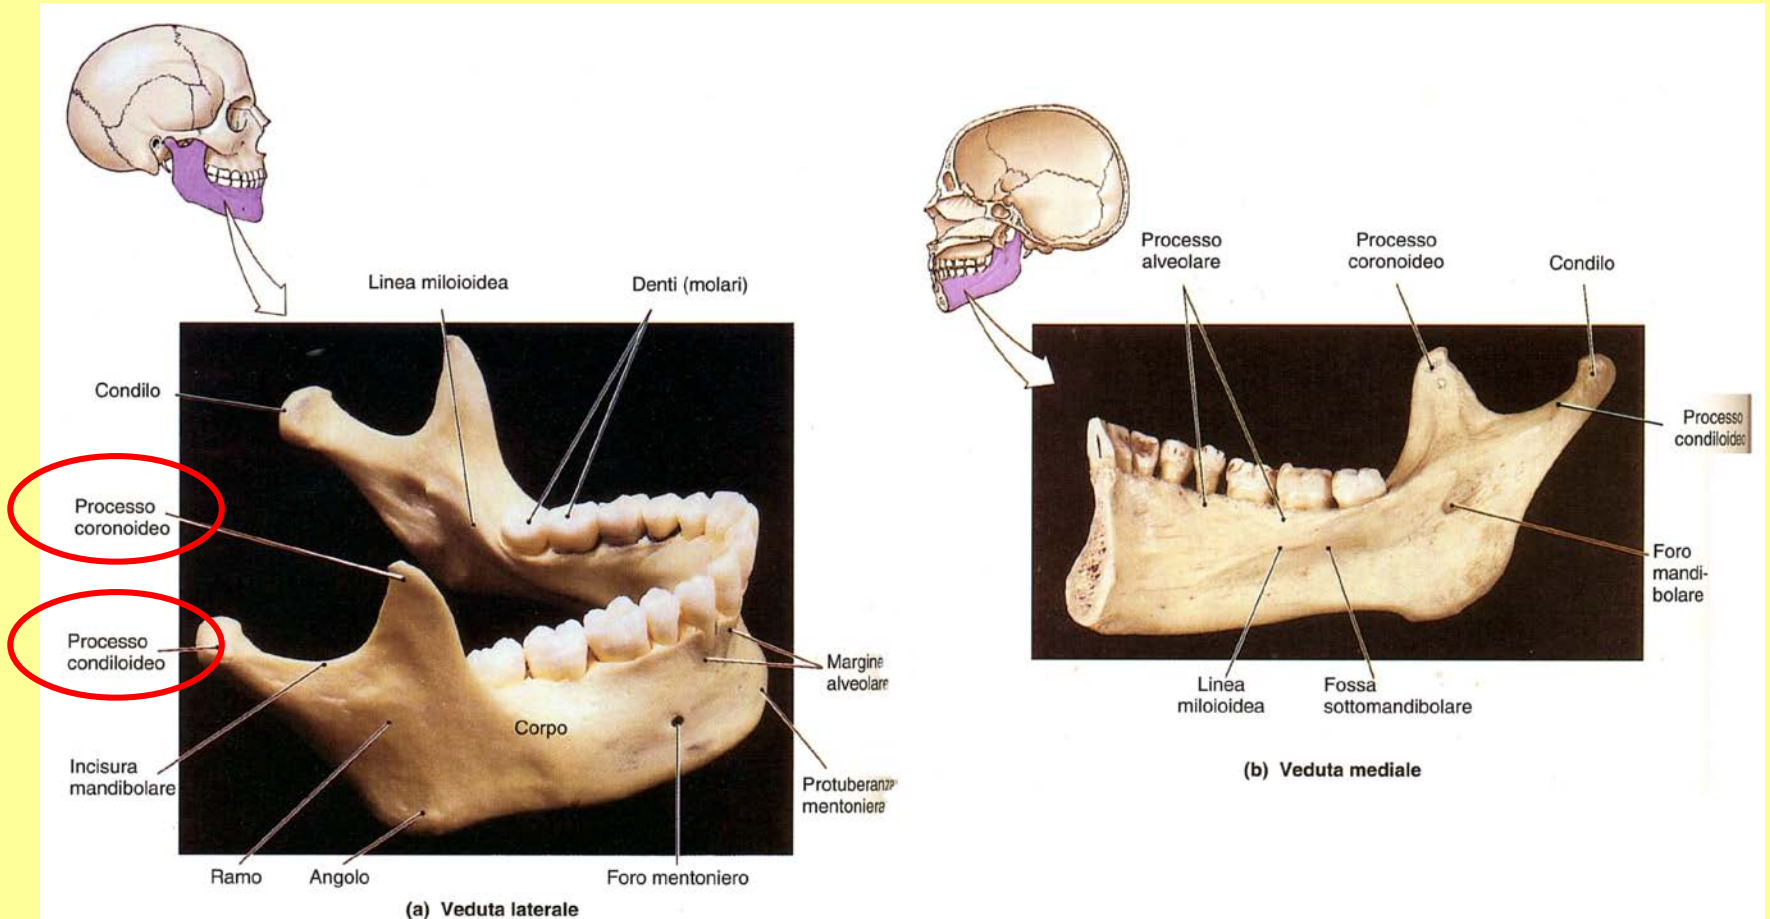 Linea miloioidea
Denti (molari)
Condilo
Processo
coronoideo
Processo
condiloideo
Incisura
mandibolare
Ramo
Angolo
Corpo
Foro mentoniero
Margine
alveolare
Protuberanza
mentoniera
(a) Veduta laterale
Processo
alveolare
Processo
coronoideo
Condilo
Processo
condiloideo
Foro
mandi-
bolare
Linea
miloioidea
Fossa
sottomandibolare
(b) Veduta mediale